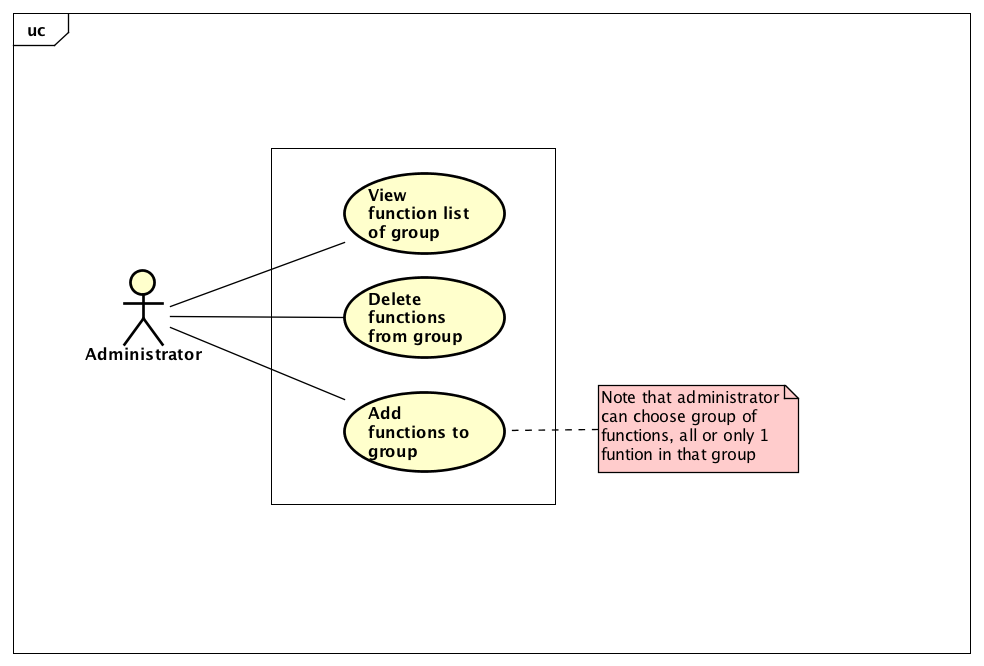 uc
View
function list
of group
Delete
functions
from group
Administrator
Add
functions to
group
Note that administrator
can choose group of
functions, all or only 1
funtion in that group